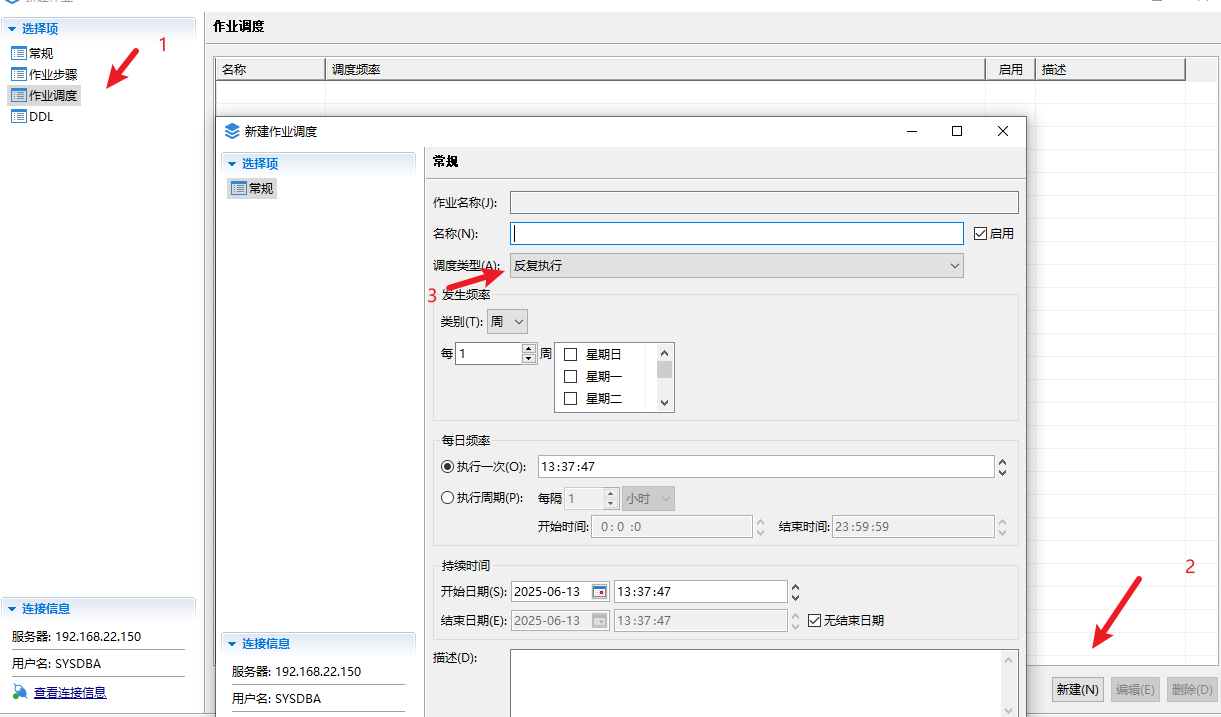 选择项
常规
作业步骤
作业调度
DDL
1
作业调度
名称 调度频率 启用 描述
新建作业调度
选择项
常规
常规
作业名称(J):
名称(N): 启用
调度类型(A): 反复执行
3
发生频率
类别(T): 周
每 1 周 星期日
星期一
星期二
每日频率
执行一次(O): 13:37:47
执行周期(P): 每隔 1 小时
开始时间: 0: 0 :0 结束时间: 23:59:59
持续时间
开始日期(S): 2025-06-13 13:37:47
结束日期(E): 2025-06-13 13:37:47 无结束日期
描述(D):
连接信息
服务器: 192.168.22.150
用户名: SYSDBA
连接信息
服务器: 192.168.22.150
用户名: SYSDBA
查看连接信息
2
新建(N) 编辑(E) 删除(D)